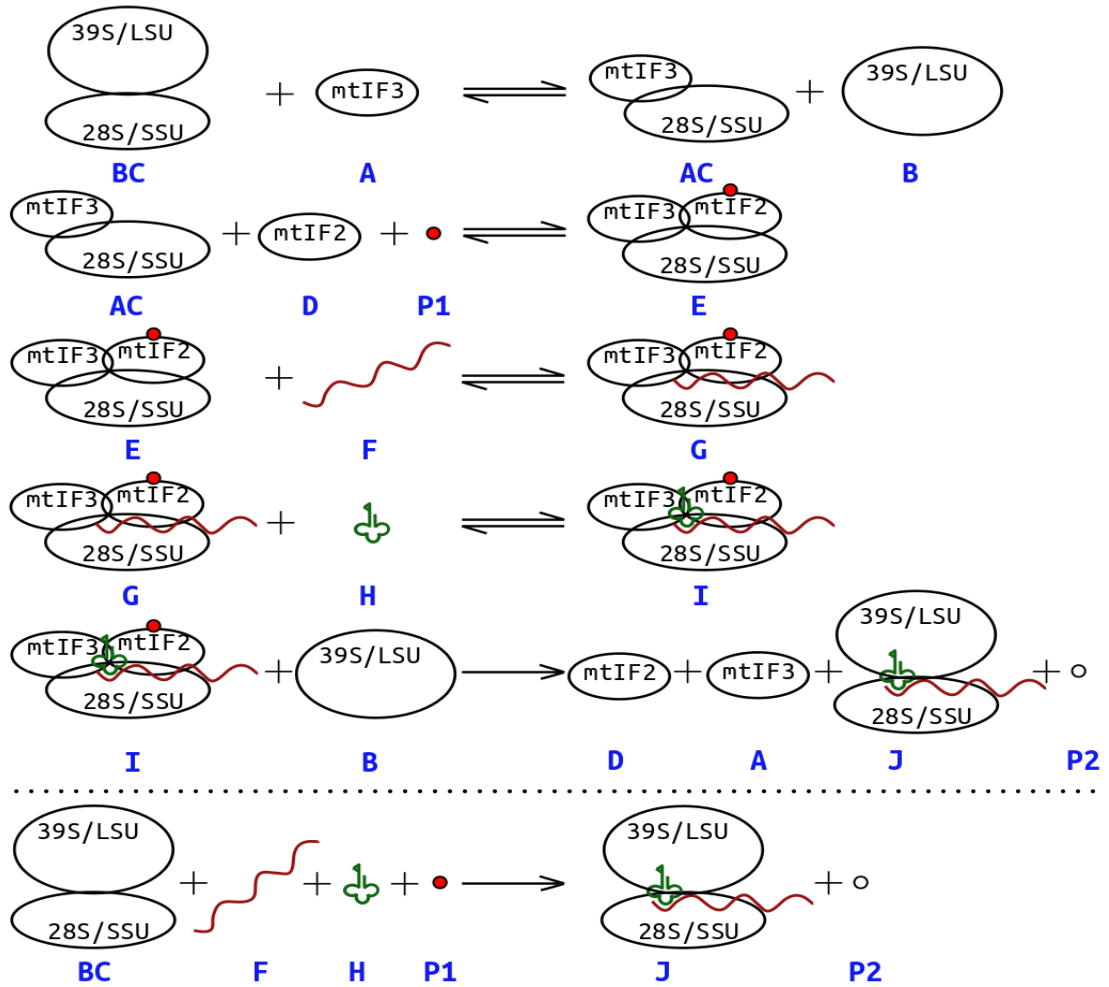 39S/LSU
28S/SSU
+ mtIF3
mtIF3
28S/SSU
+ 39S/LSU
BC A AC B
mtIF3
28S/SSU
+ mtIF2 +
mtIF3 mtIF2
28S/SSU
AC D P1 E
mtIF3 mtIF2
28S/SSU
+
mtIF3 mtIF2
28S/SSU
E F G
mtIF3 mtIF2
28S/SSU
+
mtIF3 mtIF2
28S/SSU
G H I
mtIF3 mtIF2
28S/SSU
+ 39S/LSU
mtIF2 + mtIF3 +
39S/LSU
28S/SSU
+
I B D A J P2
39S/LSU
28S/SSU
+ + +
39S/LSU
28S/SSU
+
BC F H P1 J P2